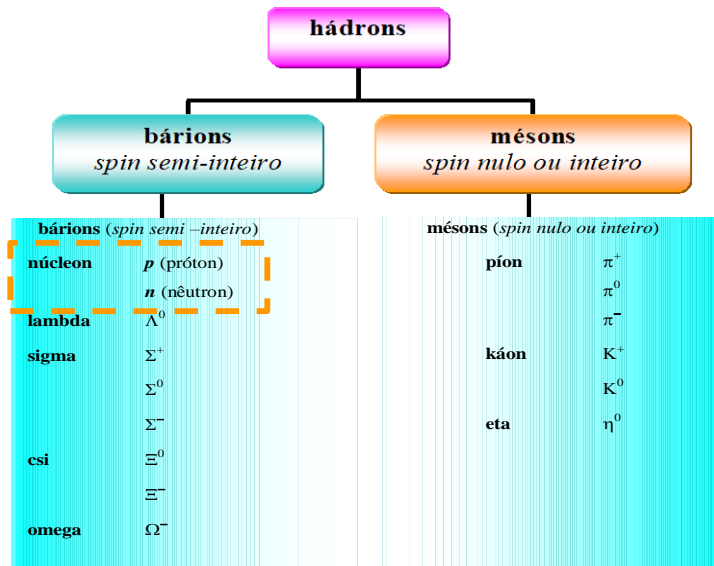 hádrons
bárions
spin semi-inteiro
mésons
spin nulo ou inteiro
bárions (spin semi –inteiro)
núcleon p (próton)
n (nêutron)
lambda Λ⁰
sigma Σ⁺
Σ⁰
Σ⁻
csi Ξ⁰
Ξ⁻
omega Ω⁻
mésons (spin nulo ou inteiro)
píon π⁺
π⁰
π⁻
káon K⁺
K⁰
eta η⁰